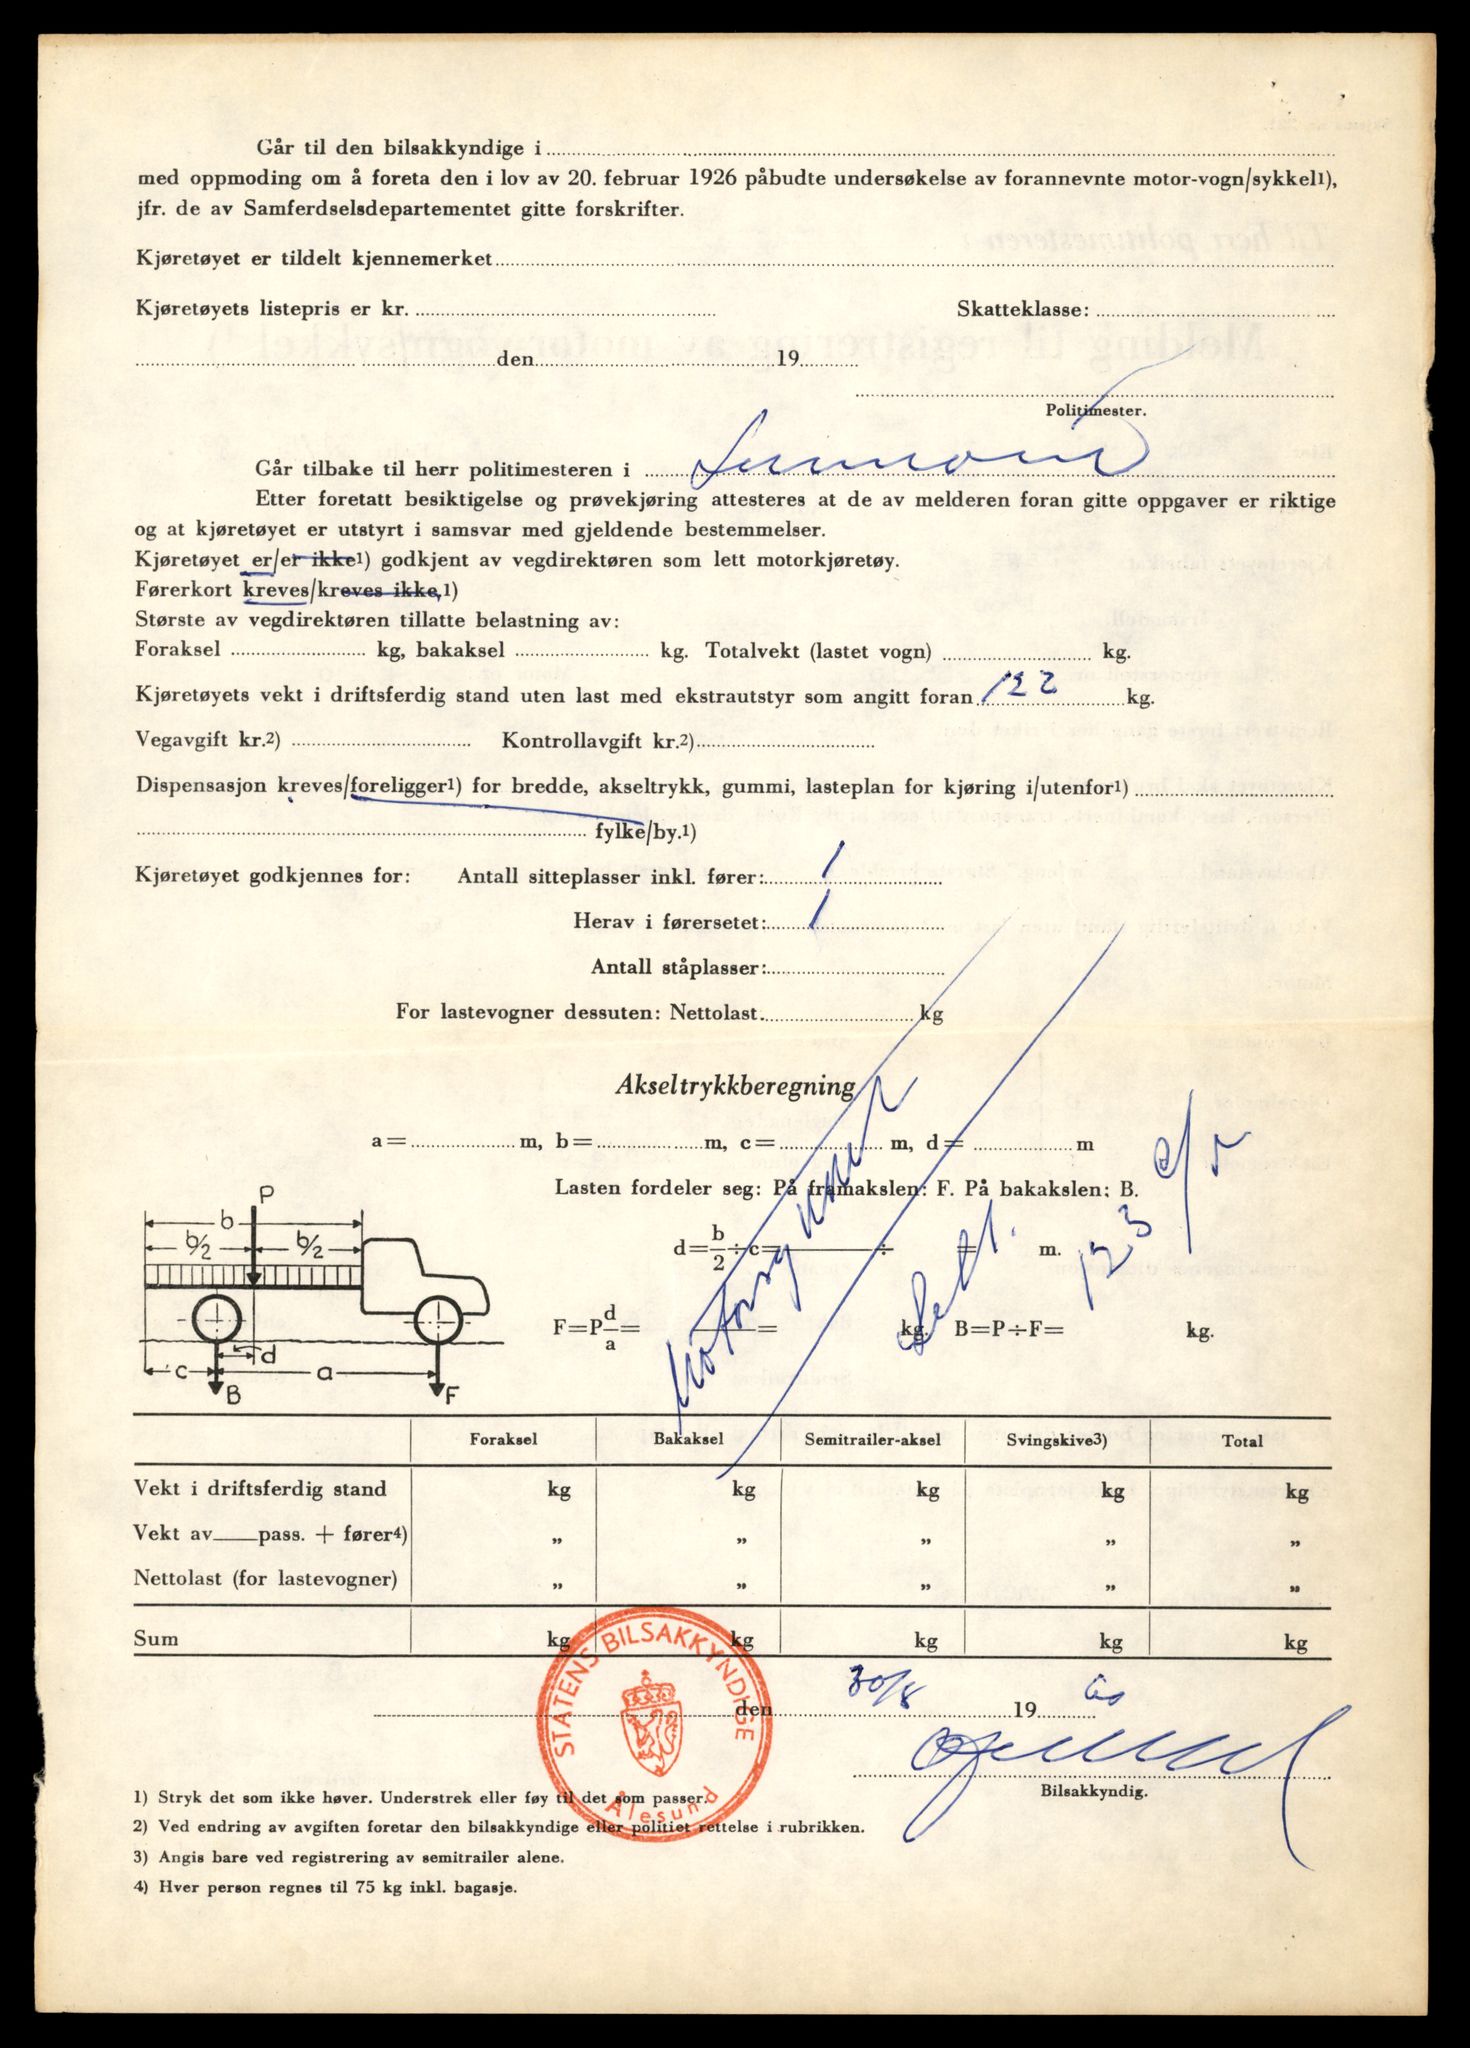 Går til den bilsakkyndige i
med oppmoding om å foreta den i lov av 20. februar 1926 påbudte undersøkelse av forannevnte motor-vogn/sykkel1),
jfr. de av Samferdselsdepartementet gitte forskrifter.
Kjøretøyet er tildelt kjennemerket
Kjøretøyets listepris er kr. Skatteklasse:
den 19
Politimester.
Går tilbake til herr politimesteren i
Etter foretatt besiktigelse og prøvekjøring attesteres at de av melderen foran gitte oppgaver er riktige
og at kjøretøyet er utstyrt i samsvar med gjeldende bestemmelser.
Kjøretøyet er/er ikke1) godkjent av vegdirektøren som lett motorkjøretøy.
Førerkort kreves/kreves ikke,1)
Største av vegdirektøren tillatte belastning av:
Foraksel kg, bakaksel kg. Totalvekt (lastet vogn) kg.
Kjøretøyets vekt i driftsferdig stand uten last med ekstrautstyr som angitt foran 122 kg.
Vegavgift kr.2) Kontrollavgift kr.2)
Dispensasjon kreves/foreligger1) for bredde, akseltrykk, gummi, lasteplan for kjøring i/utenfor1)
fylke/by.1)
Kjøretøyet godkjennes for: Antall sitteplasser inkl. fører: 1
Herav i førersetet: 1
Antall ståplasser:
For lastevogner dessuten: Nettolast kg
Akseltrykkberegning
a = m, b = m, c = m, d = m
Lasten fordeler seg: På framakslen: F. På bakakslen: B.
P
b
b/2 b/2
d = b/2 ÷ c = ÷ = m.
F = P d/a = = kg. B = P ÷ F = kg.
c d a
B F
Lett. 123 c/r
Foraksel Bakaksel Semitrailer-aksel Svingskive3) Total
Vekt i driftsferdig stand kg kg kg kg kg
Vekt av pass. + fører4) „ „ „ „ „
Nettolast (for lastevogner) „ „ „ „ „
Sum kg kg kg kg kg
STATENS BILSAKKYNDIGE
Ålesund
den 30/8 19
Bilsakkyndig.
1) Stryk det som ikke høver. Understrek eller føy til det som passer.
2) Ved endring av avgiften foretar den bilsakkyndige eller politiet rettelse i rubrikken.
3) Angis bare ved registrering av semitrailer alene.
4) Hver person regnes til 75 kg inkl. bagasje.